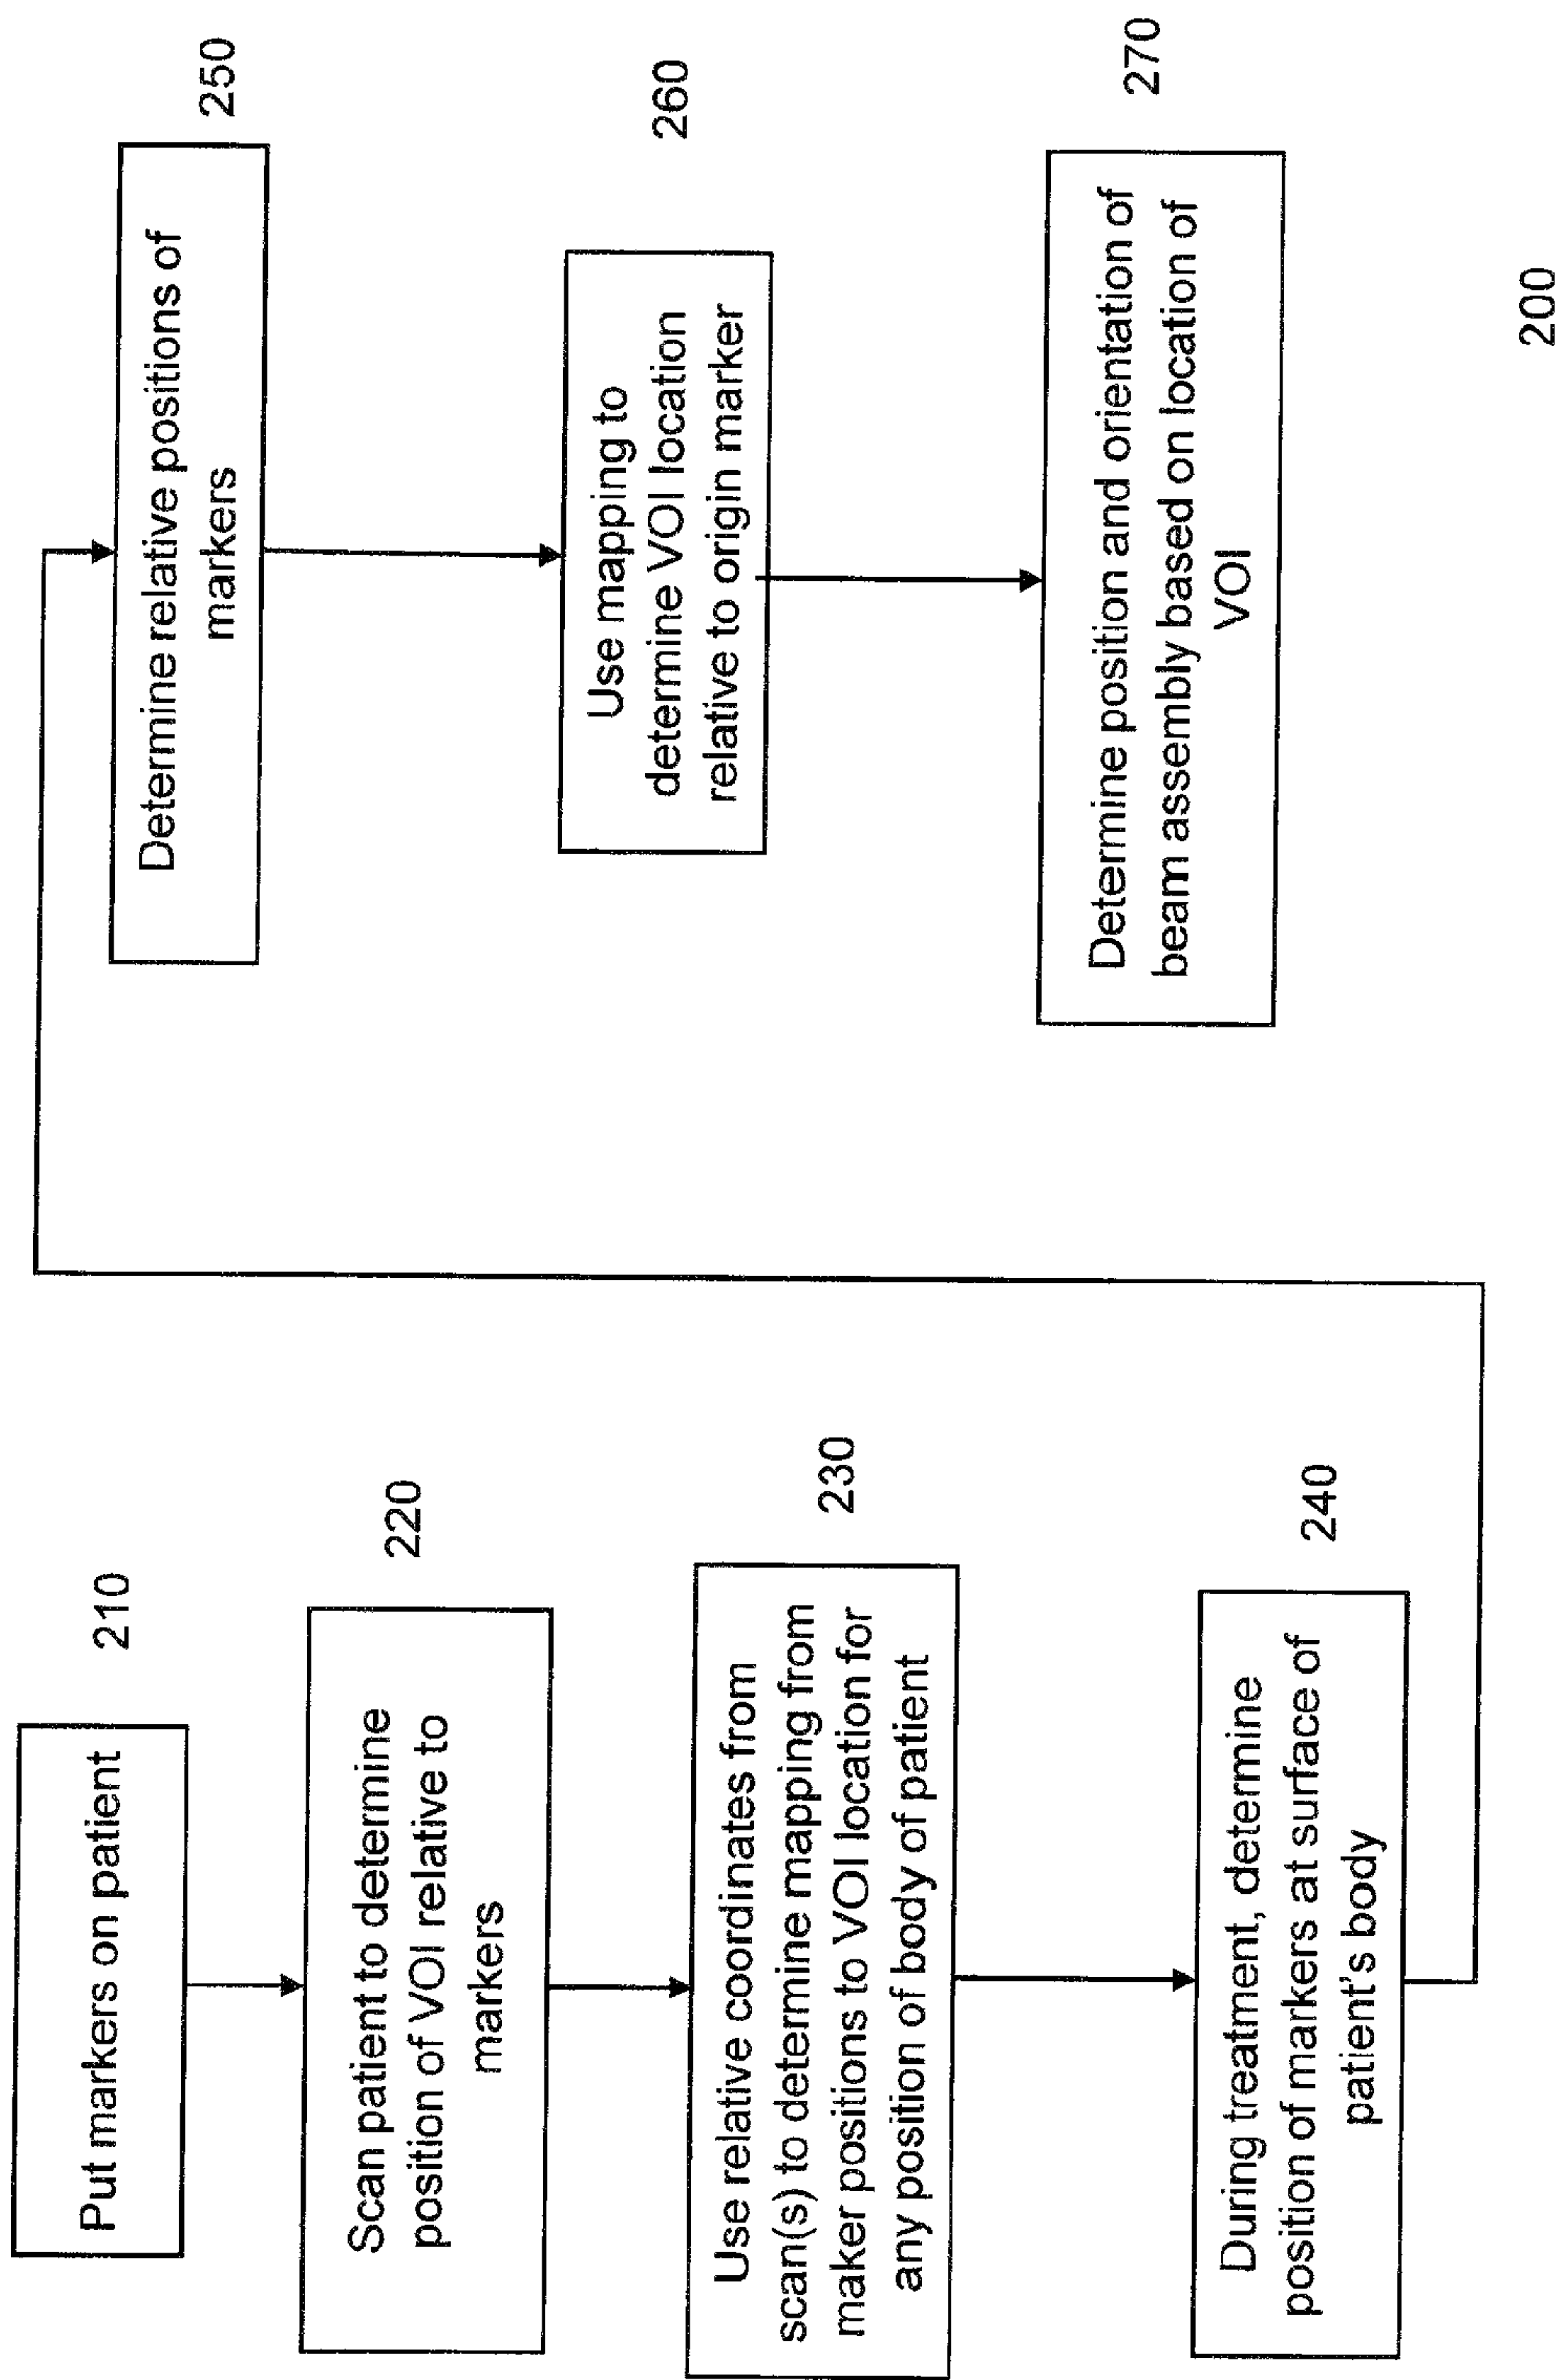 Put markers on patient
210
Scan patient to determine
position of VOI relative to
markers
220
Use relative coordinates from
scan(s) to determine mapping from
maker positions to VOI location for
any position of body of patient
230
During treatment, determine
position of markers at surface of
patient's body
240
Determine relative positions of
markers
250
Use mapping to
determine VOI location
relative to origin marker
260
Determine position and orientation of
beam assembly based on location of
VOI
270
200